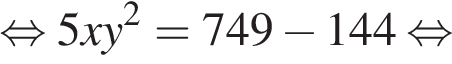 ⇔ 5xy² = 749 − 144 ⇔